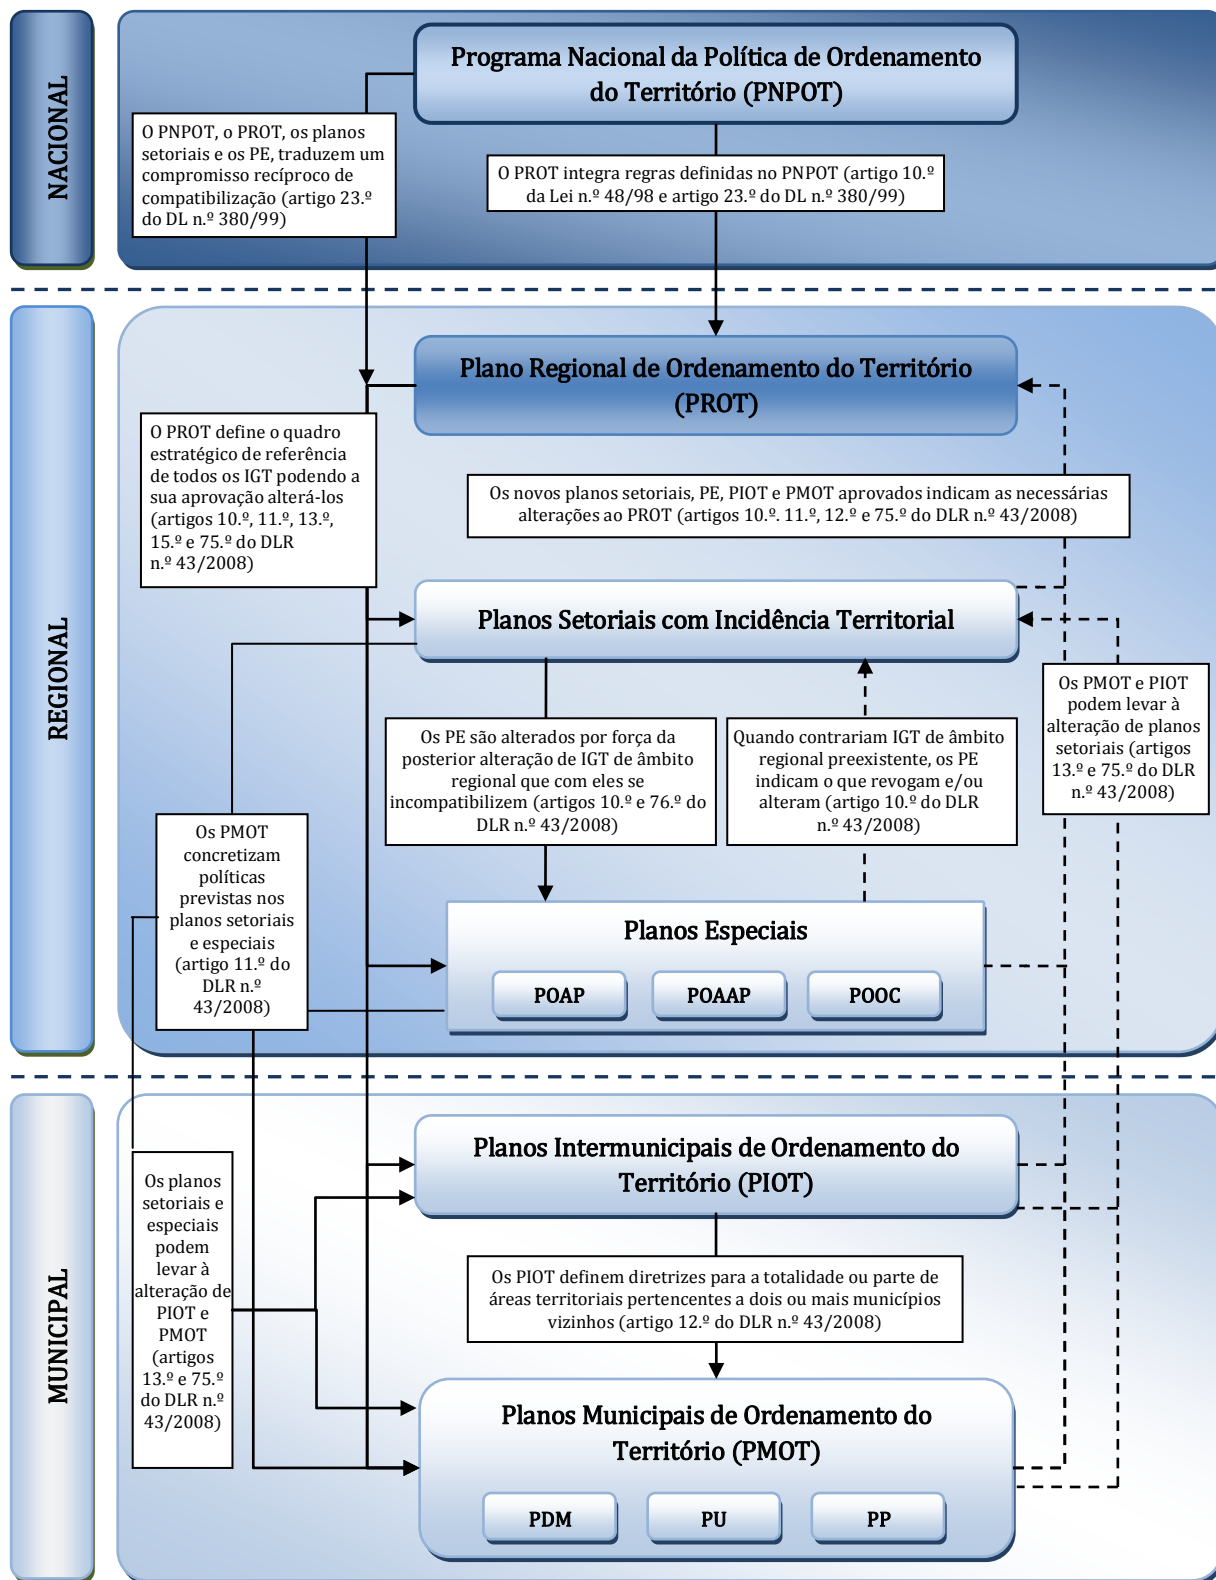 NACIONAL
Programa Nacional da Política de Ordenamento
do Território (PNPOT)
O PNPOT, o PROT, os planos
setoriais e os PE, traduzem um
compromisso recíproco de
compatibilização (artigo 23.º
do DL n.º 380/99)
O PROT integra regras definidas no PNPOT (artigo 10.º
da Lei n.º 48/98 e artigo 23.º do DL n.º 380/99)
REGIONAL
Plano Regional de Ordenamento do Território
(PROT)
O PROT define o quadro
estratégico de referência
de todos os IGT podendo a
sua aprovação alterá-los
(artigos 10.º, 11.º, 13.º,
15.º e 75.º do DLR
n.º 43/2008)
Os novos planos setoriais, PE, PIOT e PMOT aprovados indicam as necessárias
alterações ao PROT (artigos 10.º. 11.º, 12.º e 75.º do DLR n.º 43/2008)
Planos Setoriais com Incidência Territorial
Os PMOT e PIOT
podem levar à
alteração de planos
setoriais (artigos
13.º e 75.º do DLR
n.º 43/2008)
Os PE são alterados por força da
posterior alteração de IGT de âmbito
regional que com eles se
incompatibilizem (artigos 10.º e 76.º do
DLR n.º 43/2008)
Quando contrariam IGT de âmbito
regional preexistente, os PE
indicam o que revogam e/ou
alteram (artigo 10.º do DLR
n.º 43/2008)
Os PMOT
concretizam
políticas
previstas nos
planos setoriais
e especiais
(artigo 11.º do
DLR n.º
43/2008)
Planos Especiais
POAP
POAAP
POOC
MUNICIPAL
Planos Intermunicipais de Ordenamento do
Território (PIOT)
Os planos
setoriais e
especiais
podem
levar à
alteração de
PIOT e
PMOT
(artigos
13.º e 75.º
do DLR n.º
43/2008)
Os PIOT definem diretrizes para a totalidade ou parte de
áreas territoriais pertencentes a dois ou mais municípios
vizinhos (artigo 12.º do DLR n.º 43/2008)
Planos Municipais de Ordenamento do
Território (PMOT)
PDM
PU
PP